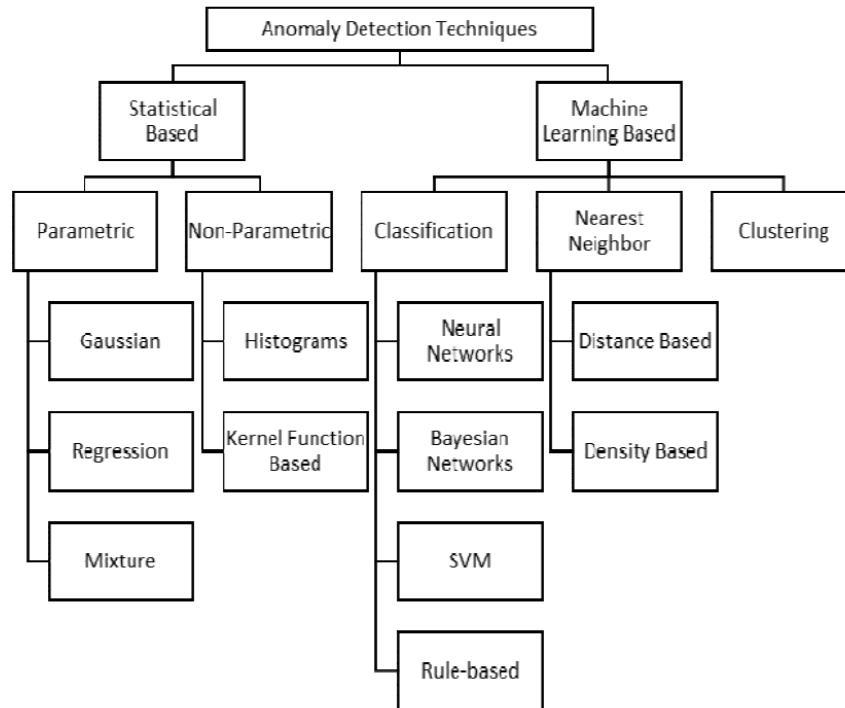 Anomaly Detection Techniques
Statistical
Based
Machine
Learning Based
Parametric
Non-Parametric
Classification
Nearest
Neighbor
Clustering
Gaussian
Histograms
Neural
Networks
Distance Based
Regression
Kernel Function
Based
Bayesian
Networks
Density Based
Mixture
SVM
Rule-based